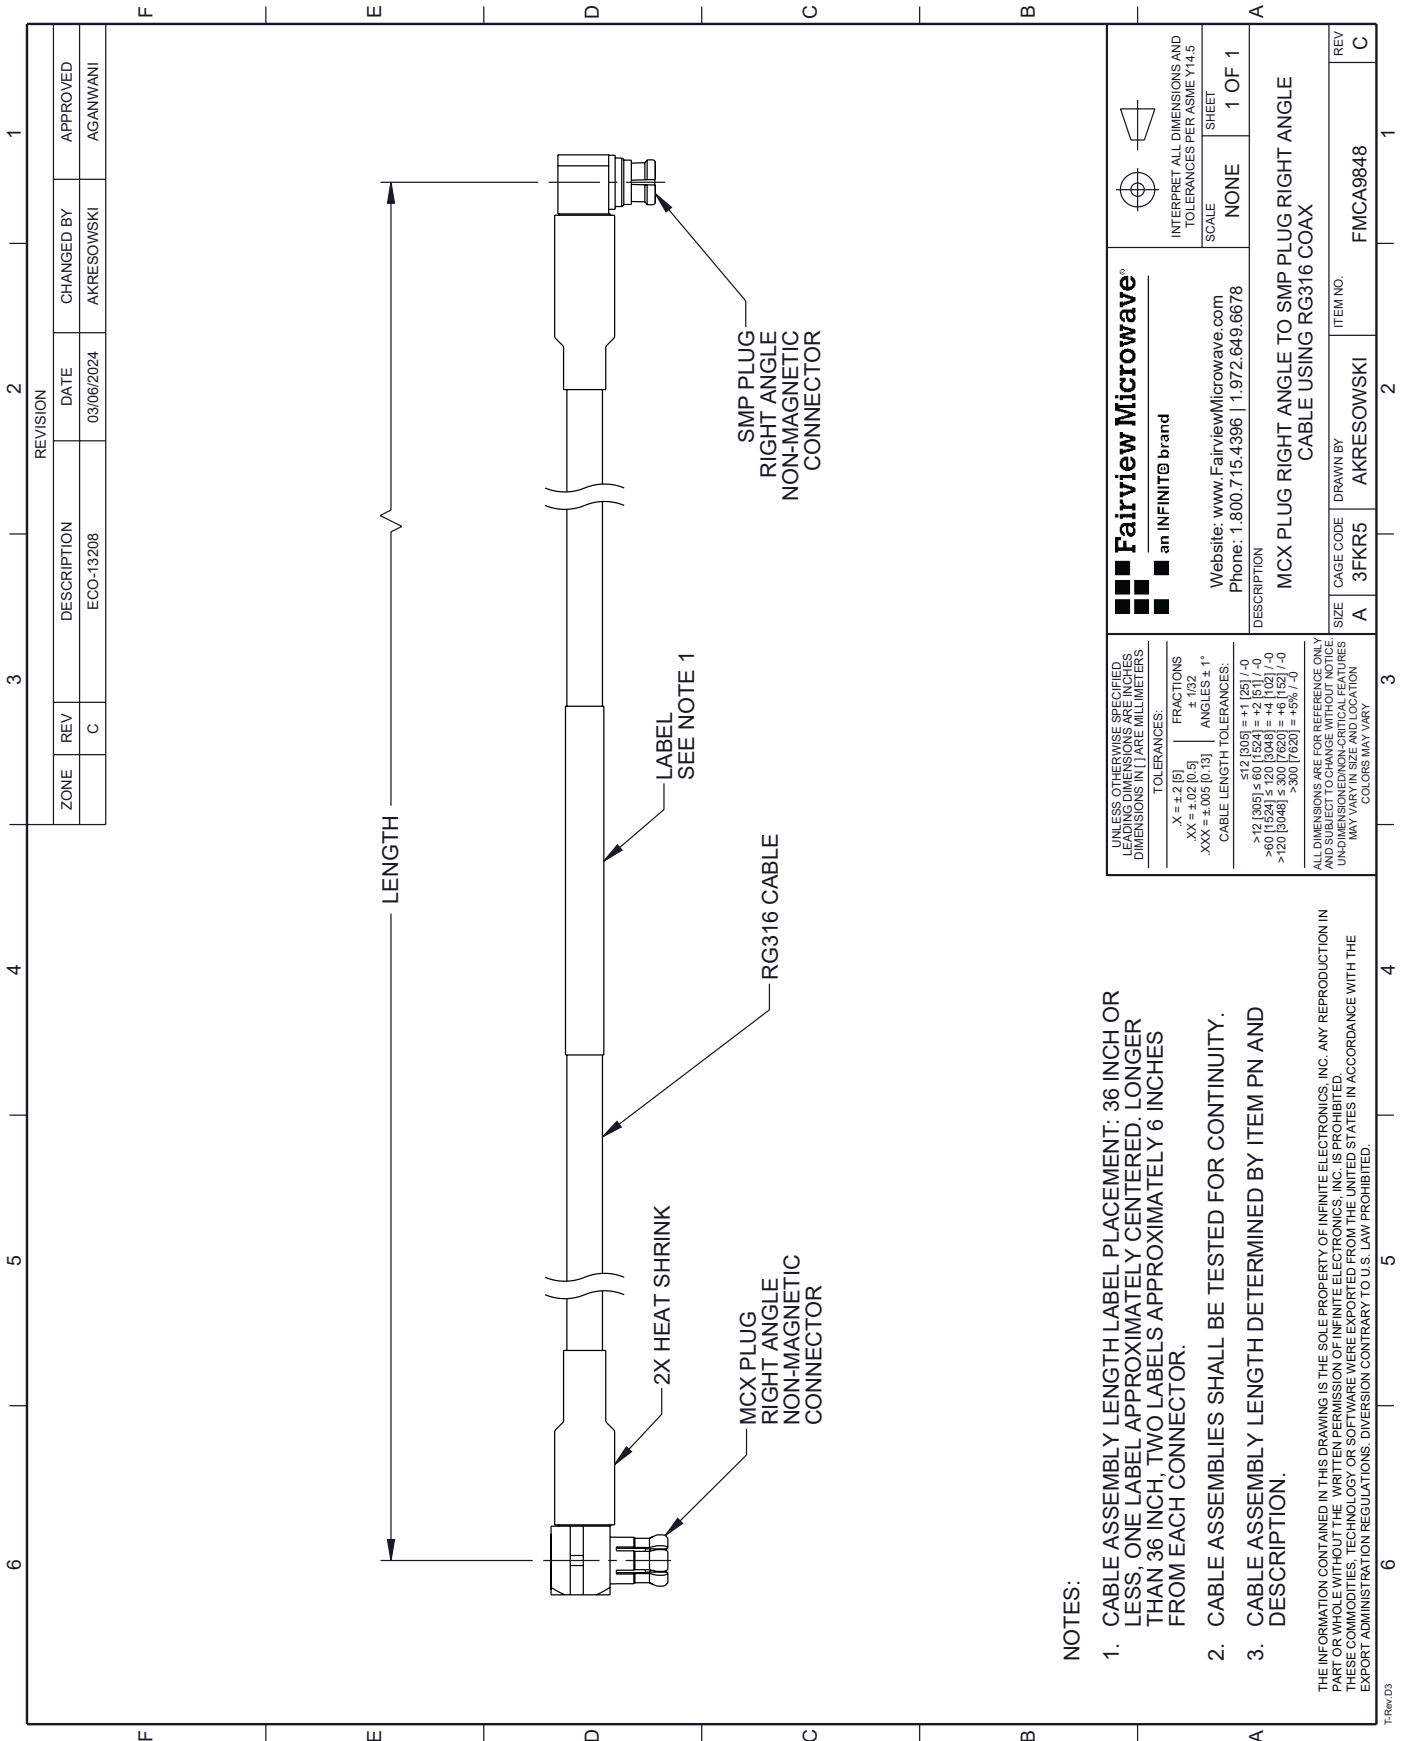 6
5
4
3
2
1
F
E
D
C
B
A
REVISION
ZONE REV DESCRIPTION DATE CHANGED BY APPROVED
C ECO-13208 03/06/2024 AKRESOWSKI AGANWANI
LENGTH
LABEL
SEE NOTE 1
RG316 CABLE
2X HEAT SHRINK
MCX PLUG
RIGHT ANGLE
NON-MAGNETIC
CONNECTOR
SMP PLUG
RIGHT ANGLE
NON-MAGNETIC
CONNECTOR
NOTES:
1. CABLE ASSEMBLY LENGTH LABEL PLACEMENT: 36 INCH OR
LESS, ONE LABEL APPROXIMATELY CENTERED. LONGER
THAN 36 INCH, TWO LABELS APPROXIMATELY 6 INCHES
FROM EACH CONNECTOR.
2. CABLE ASSEMBLIES SHALL BE TESTED FOR CONTINUITY.
3. CABLE ASSEMBLY LENGTH DETERMINED BY ITEM PN AND
DESCRIPTION.
THE INFORMATION CONTAINED IN THIS DRAWING IS THE SOLE PROPERTY OF INFINITE ELECTRONICS, INC. ANY REPRODUCTION IN
PART OR WHOLE WITHOUT THE WRITTEN PERMISSION OF INFINITE ELECTRONICS, INC. IS PROHIBITED.
THESE COMMODITIES, TECHNOLOGY OR SOFTWARE WERE EXPORTED FROM THE UNITED STATES IN ACCORDANCE WITH THE
EXPORT ADMINISTRATION REGULATIONS. DIVERSION CONTRARY TO U.S. LAW PROHIBITED.
UNLESS OTHERWISE SPECIFIED
LEADING DIMENSIONS ARE INCHES
DIMENSIONS IN [ ] ARE MILLIMETERS
TOLERANCES:
.X = ±.2 [5] FRACTIONS
.XX = ±.02 [0.5] ± 1/32
.XXX = ±.005 [0.13] ANGLES ± 1°
CABLE LENGTH TOLERANCES:
≤12 [305] = +1 [25] / -0
>12 [305] ≤ 60 [1524] = +2 [51] / -0
>60 [1524] ≤ 120 [3048] = +4 [102] / -0
>120 [3048] ≤ 300 [7620] = +6 [152] / -0
>300 [7620] = +5% / -0
ALL DIMENSIONS ARE FOR REFERENCE ONLY
AND SUBJECT TO CHANGE WITHOUT NOTICE.
UN-DIMENSIONED/NON-CRITICAL FEATURES
MAY VARY IN SIZE AND LOCATION
COLORS MAY VARY
Fairview Microwave®
an INFINIT@ brand
Website: www.FairviewMicrowave.com
Phone: 1.800.715.4396 | 1.972.649.6678
INTERPRET ALL DIMENSIONS AND
TOLERANCES PER ASME Y14.5
SCALE SHEET
NONE 1 OF 1
DESCRIPTION
MCX PLUG RIGHT ANGLE TO SMP PLUG RIGHT ANGLE
CABLE USING RG316 COAX
SIZE CAGE CODE DRAWN BY ITEM NO. REV
A 3FKR5 AKRESOWSKI FMCA9848 C
F
E
D
C
B
A
6
5
4
3
2
1
T-Rev.D3